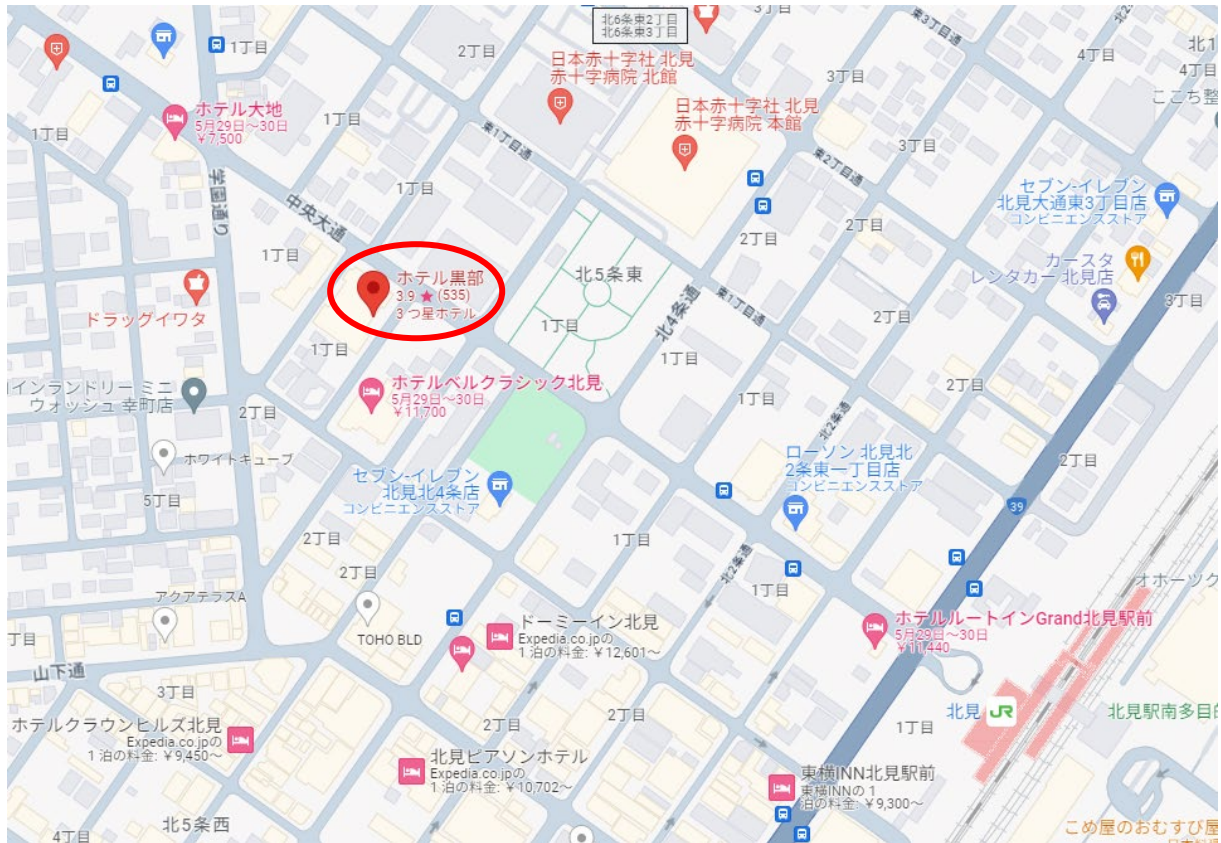 北6条東2丁目
北6条東3丁目
3丁目
東3丁目通
2丁目
1丁目
2丁目
日本赤十字社 北見
赤十字病院 北館
3丁目
4丁目
北1
4丁目
ここち整
ホテル大地
5月29日～30日
￥7,500
1丁目
1丁目
東1丁目通
日本赤十字社 北見
赤十字病院 本館
東2丁目通
3丁目
学園通り
1丁目
中央大通
セブン-イレブン
北見大通東3丁目店
コンビニエンスストア
1丁目
2丁目
2丁目
ホテル黒部
3.9 ★ (535)
3 つ星ホテル
北5条東
カースタ
レンタカー 北見店
ドラッグイワタ
1丁目
北4条通
東1丁目通
2丁目
3丁目
1丁目
1丁目
インランドリー ミニ
ウォッシュ 幸町店
2丁目
ホテルベルクラシック北見
5月29日～30日
￥11,700
1丁目
2丁目
北2条通
ホワイトキューブ
セブン-イレブン
北見北4条店
コンビニエンスストア
ローソン 北見北
2条東一丁目店
コンビニエンスストア
2丁目
5丁目
39
2丁目
1丁目
2丁目
北2条通
1丁目
オホーツク
アクアテラスA
TOHO BLD
ドーミーイン北見
Expedia.co.jpの
1 泊の料金: ￥12,601～
ホテルルートインGrand北見駅前
5月29日～30日
￥11,440
丁目
山下通
3丁目
ホテルクラウンヒルズ北見
Expedia.co.jpの
1 泊の料金: ￥9,450～
2丁目
2丁目
1丁目
北見
JR
北見駅南多目的
北見ピアソンホテル
Expedia.co.jpの
1 泊の料金: ￥10,702～
東横INN北見駅前
東横INNの 1
泊の料金: ￥9,300～
4丁目
北5条西
こめ屋のおむすび屋